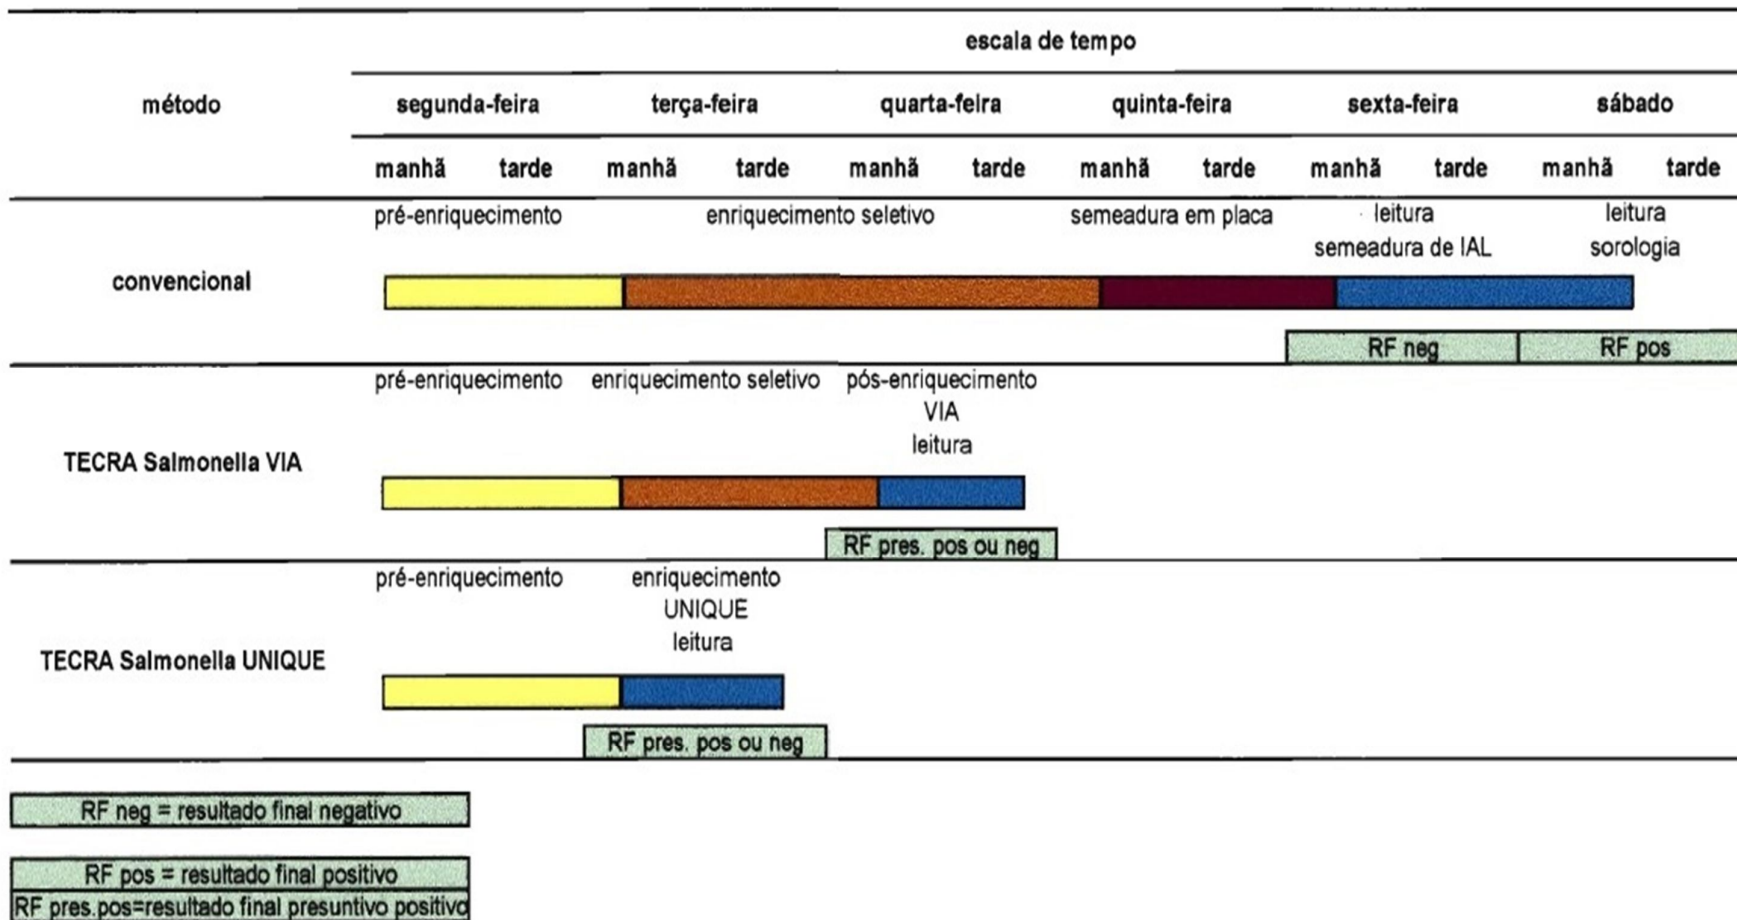 escala de tempo
método segunda-feira terça-feira quarta-feira quinta-feira sexta-feira sábado
manhã tarde manhã tarde manhã tarde manhã tarde manhã tarde manhã tarde
pré-enriquecimento enriquecimento seletivo semeadura em placa leitura leitura
semeadura de IAL sorologia
convencional
RF neg RF pos
pré-enriquecimento enriquecimento seletivo pós-enriquecimento
VIA
leitura
TECRA Salmonella VIA
RF pres. pos ou neg
pré-enriquecimento enriquecimento
UNIQUE
leitura
TECRA Salmonella UNIQUE
RF pres. pos ou neg
RF neg = resultado final negativo
RF pos = resultado final positivo
RF pres.pos=resultado final presuntivo positivo